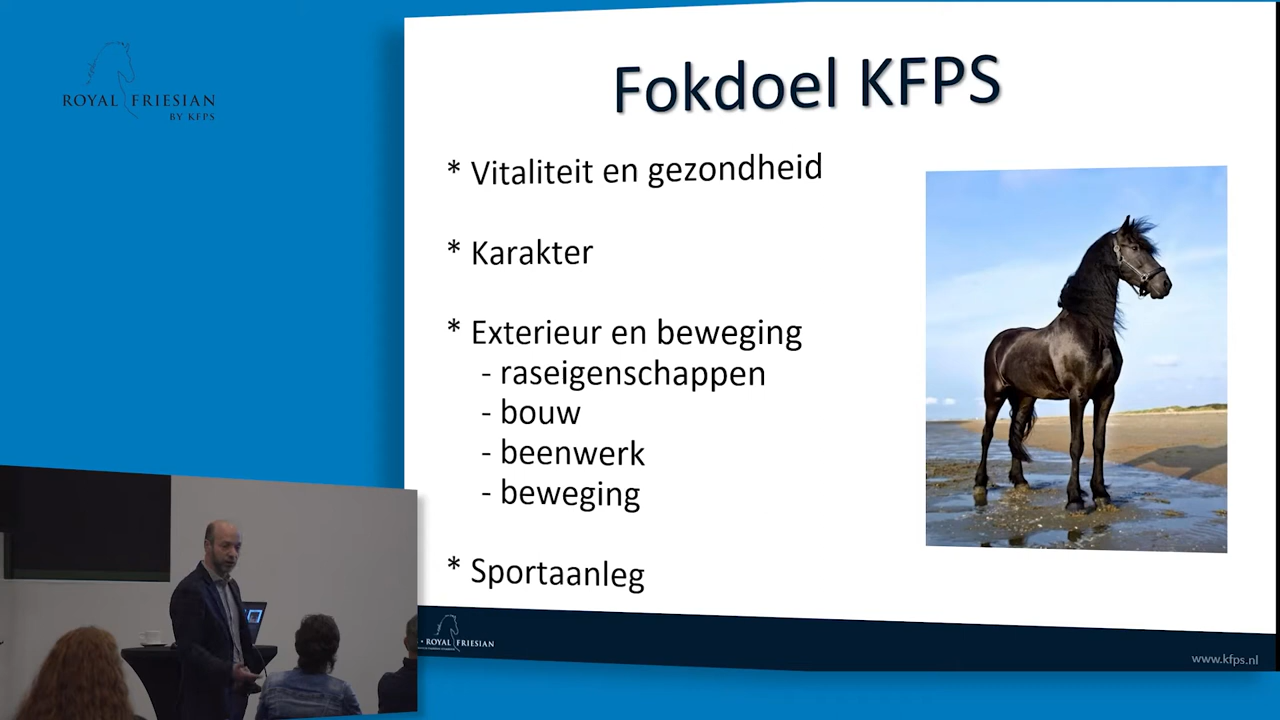 ROYAL FRIESIAN
BY KFPS
Fokdoel KFPS
* Vitaliteit en gezondheid
* Karakter
* Exterieur en beweging
- raseigenschappen
- bouw
- beenwerk
- beweging
* Sportaanleg
ROYAL FRIESIAN
www.kfps.nl